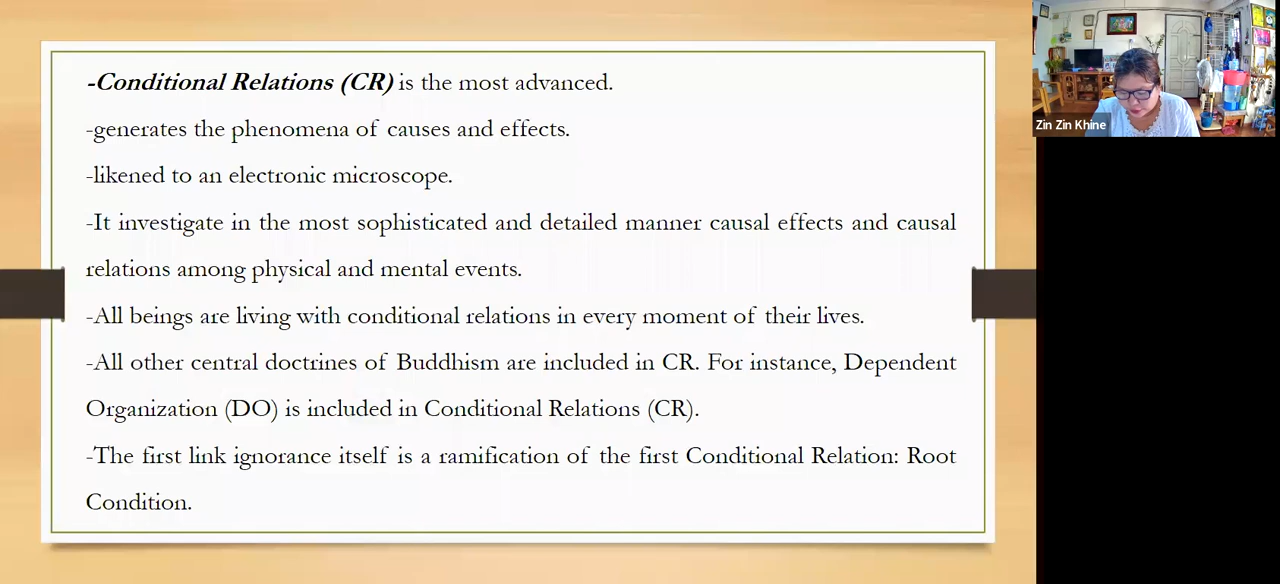 -Conditional Relations (CR) is the most advanced.
-generates the phenomena of causes and effects.
-likened to an electronic microscope.
-It investigate in the most sophisticated and detailed manner causal effects and causal
relations among physical and mental events.
-All beings are living with conditional relations in every moment of their lives.
-All other central doctrines of Buddhism are included in CR. For instance, Dependent
Organization (DO) is included in Conditional Relations (CR).
-The first link ignorance itself is a ramification of the first Conditional Relation: Root
Condition.
Zin Zin Khine